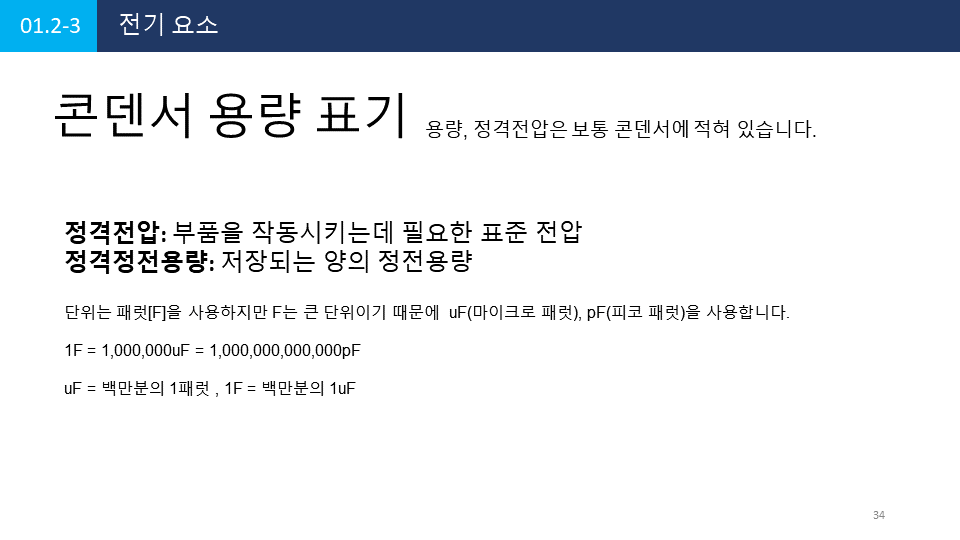 01.2-3 전기 요소
콘덴서 용량 표기 용량, 정격전압은 보통 콘덴서에 적혀 있습니다.
정격전압: 부품을 작동시키는데 필요한 표준 전압
정격정전용량: 저장되는 양의 정전용량
단위는 패럿[F]을 사용하지만 F는 큰 단위이기 때문에 uF(마이크로 패럿), pF(피코 패럿)을 사용합니다.
1F = 1,000,000uF = 1,000,000,000,000pF
uF = 백만분의 1패럿 , 1F = 백만분의 1uF
34